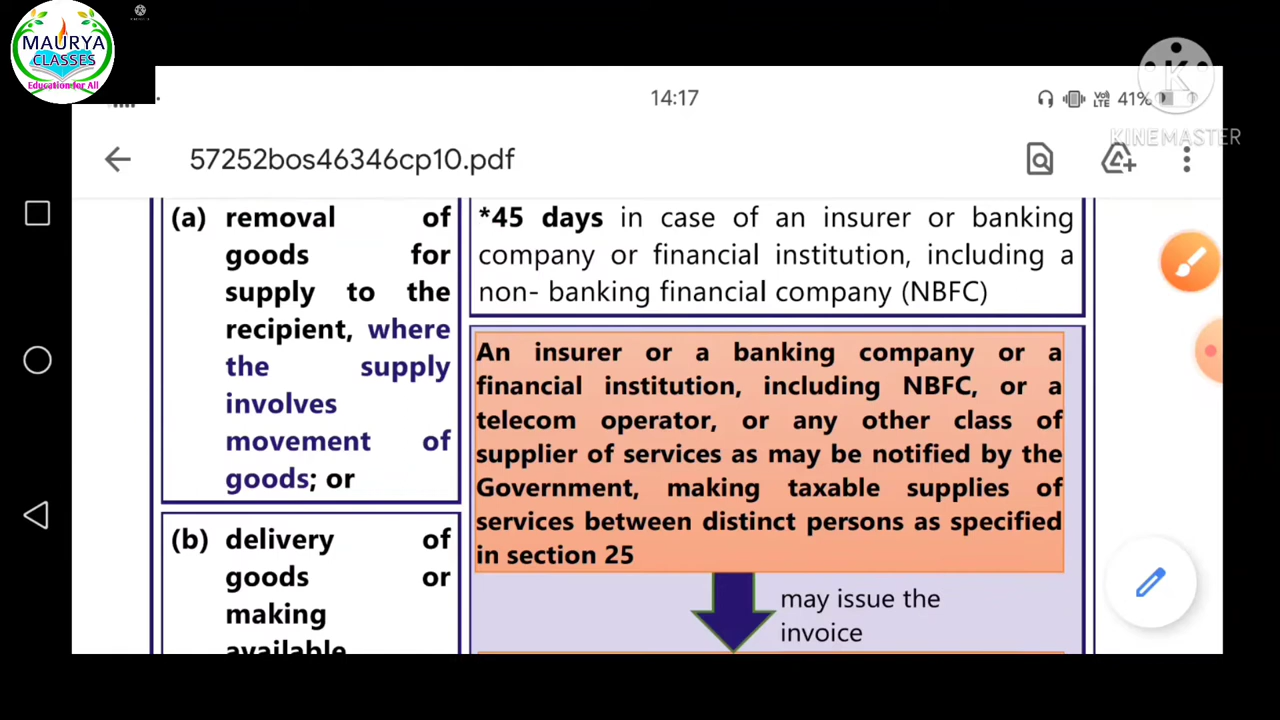 MAURYA
CLASSES
Education for All
14:17
Vol
LTE
41%
K
KINEMASTER
57252bos46346cp10.pdf
(a) removal of
goods for
supply to the
recipient, where
the supply
involves
movement of
goods; or
(b) delivery of
goods or
making
available
*45 days in case of an insurer or banking
company or financial institution, including a
non- banking financial company (NBFC)
An insurer or a banking company or a
financial institution, including NBFC, or a
telecom operator, or any other class of
supplier of services as may be notified by the
Government, making taxable supplies of
services between distinct persons as specified
in section 25
may issue the
invoice